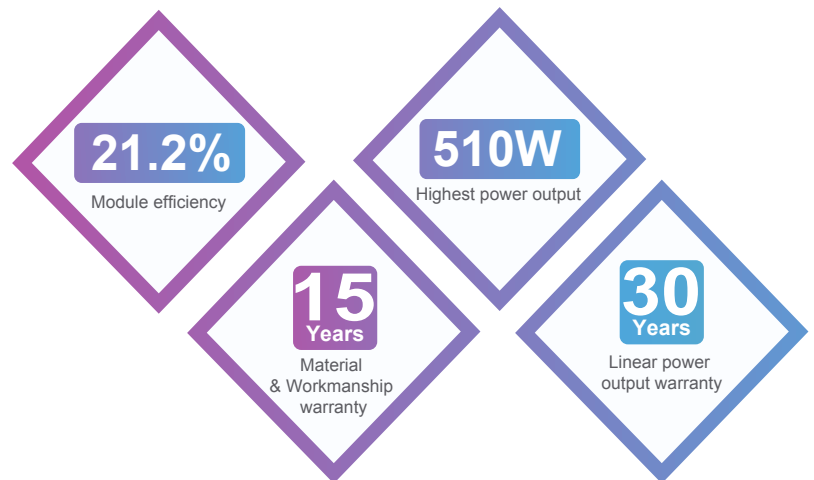 21.2%
Module efficiency
510W
Highest power output
15
Years
Material
& Workmanship
warranty
30
Years
Linear power
output warranty